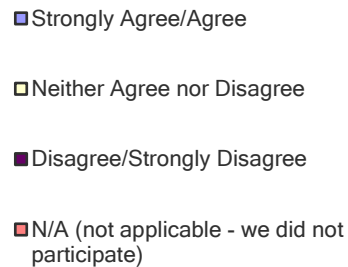 Strongly Agree/Agree
Neither Agree nor Disagree
Disagree/Strongly Disagree
N/A (not applicable - we did not
participate)